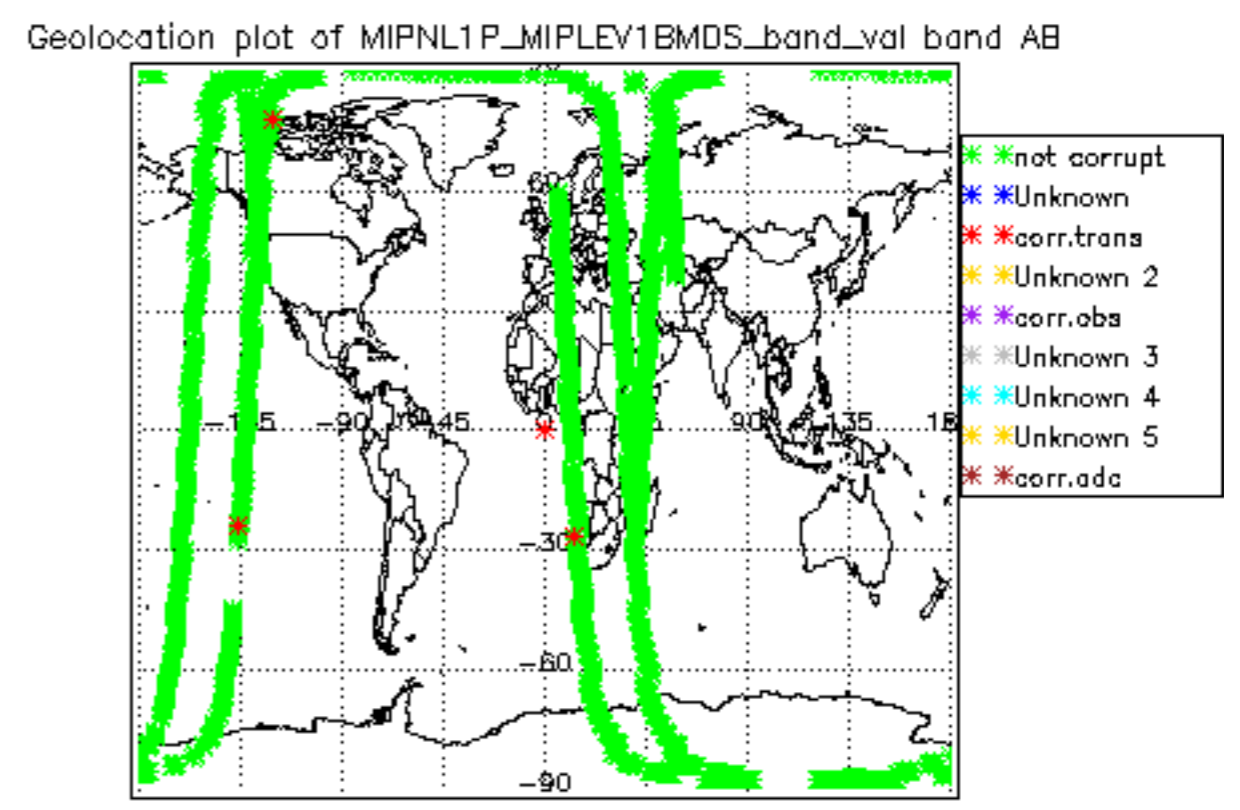 Geolocation plot of MIPNL1P_MIPLEV1BMDS_band_val band AB
not corrupt
Unknown
corr.trans
Unknown 2
corr.obs
Unknown 3
Unknown 4
Unknown 5
corr.adc
-90 -45 0 90 135
-30
-60
-90